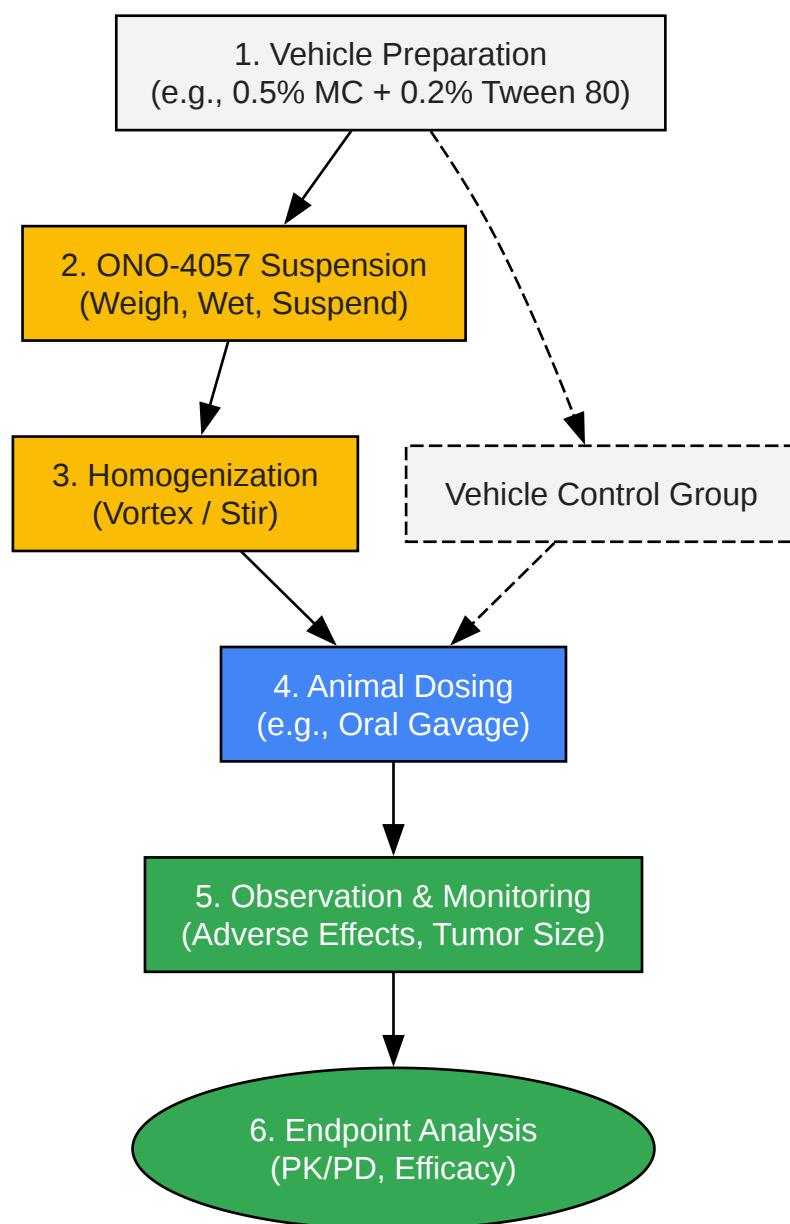 1. Vehicle Preparation
(e.g., 0.5% MC + 0.2% Tween 80)
2. ONO-4057 Suspension
(Weigh, Wet, Suspend)
3. Homogenization
(Vortex / Stir)
Vehicle Control Group
4. Animal Dosing
(e.g., Oral Gavage)
5. Observation & Monitoring
(Adverse Effects, Tumor Size)
6. Endpoint Analysis
(PK/PD, Efficacy)